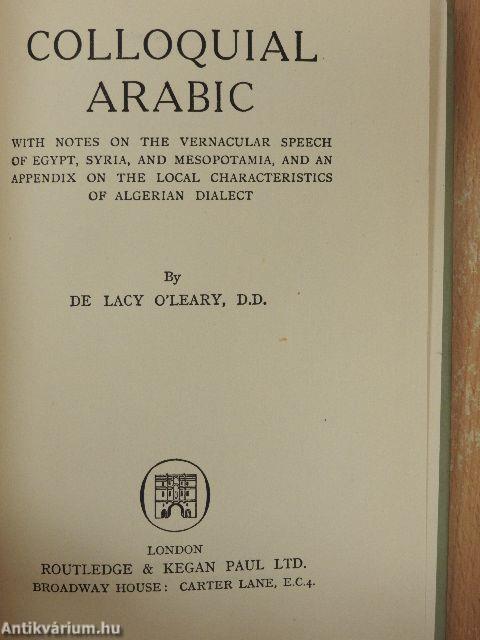 COLLOQUIAL
ARABIC
WITH NOTES ON THE VERNACULAR SPEECH
OF EGYPT, SYRIA, AND MESOPOTAMIA, AND AN
APPENDIX ON THE LOCAL CHARACTERISTICS
OF ALGERIAN DIALECT
By
DE LACY O'LEARY, D.D.
LONDON
ROUTLEDGE & KEGAN PAUL LTD.
BROADWAY HOUSE: CARTER LANE, E.C.4.
Antikvárium.hu